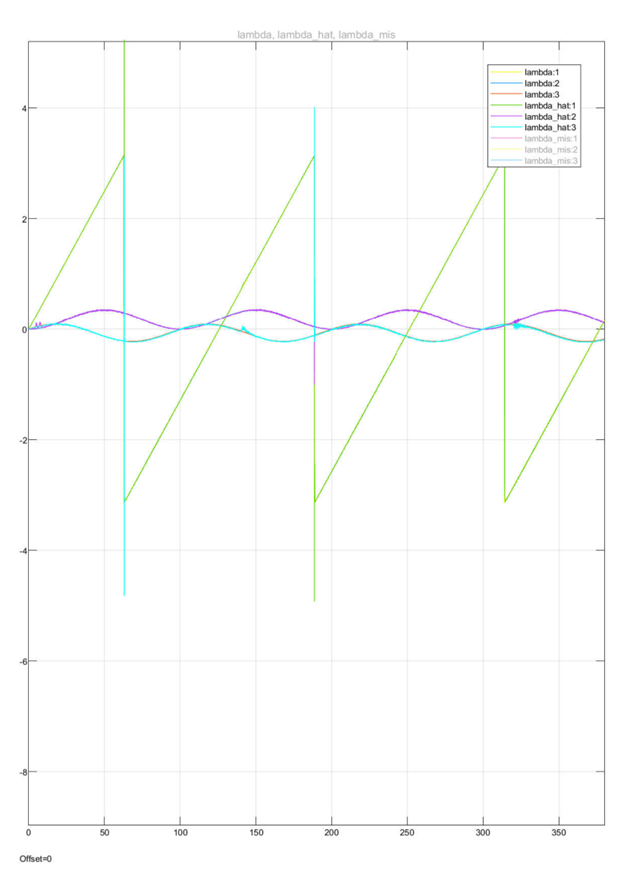 lambda, lambda_hat, lambda_mis
lambda:1
lambda:2
lambda:3
lambda_hat:1
lambda_hat:2
lambda_hat:3
lambda_mis:1
lambda_mis:2
lambda_mis:3
4
2
0
-2
-4
-6
-8
0 50 100 150 200 250 300 350
Offset=0